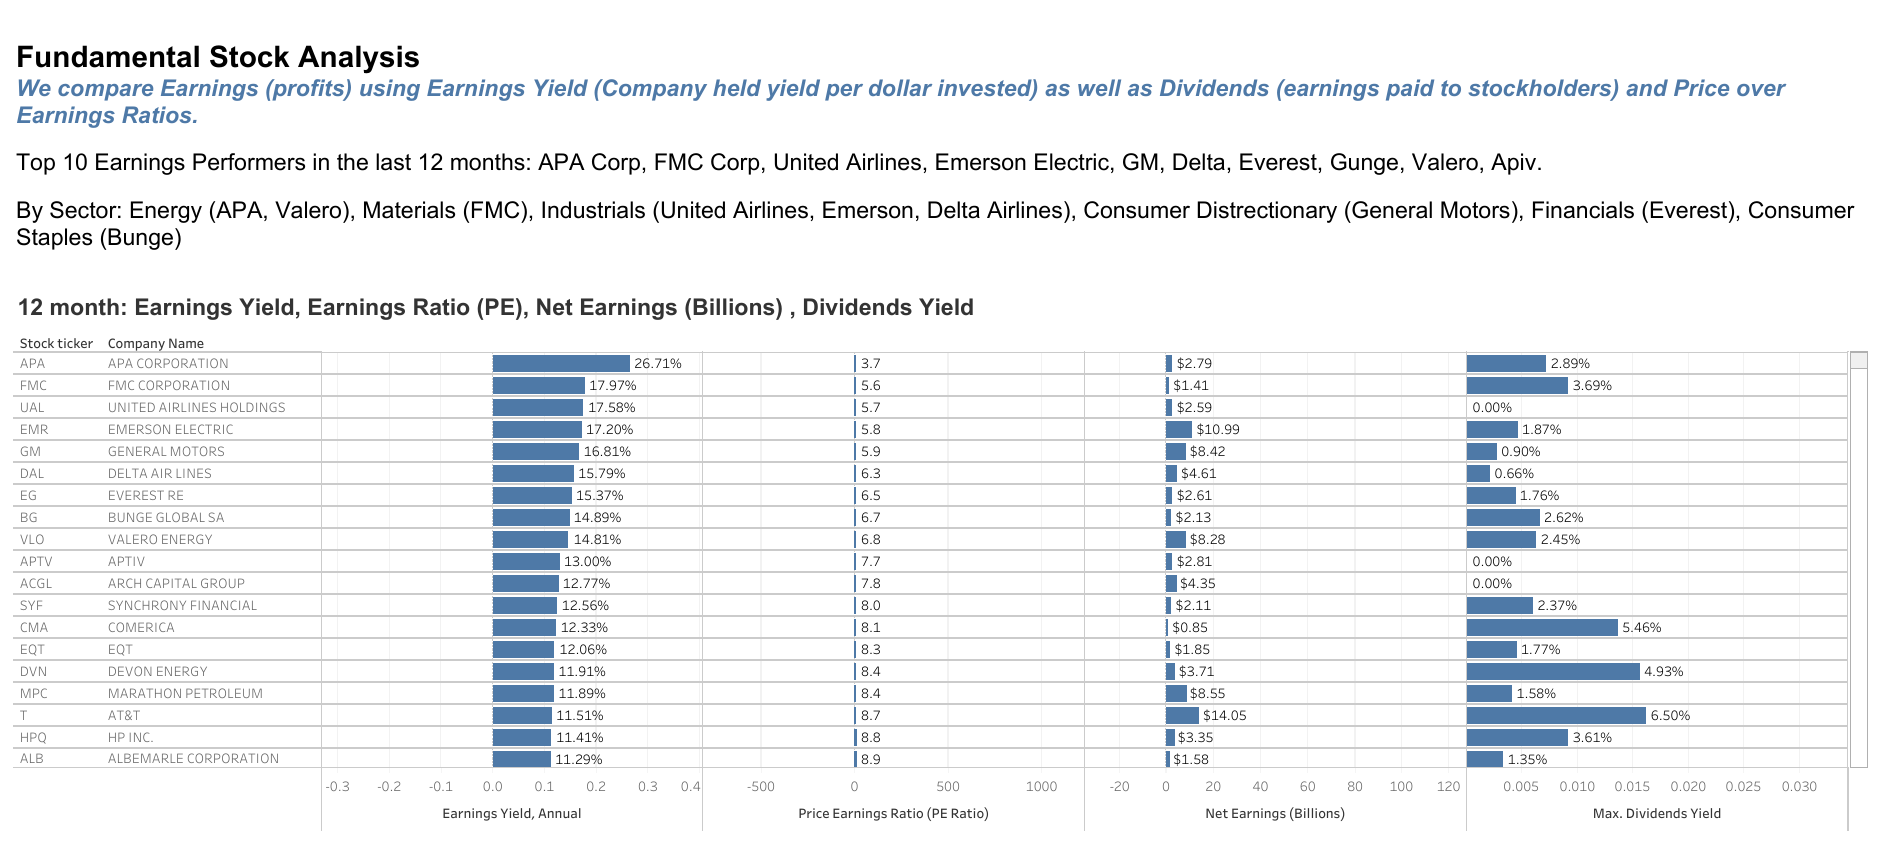 Fundamental Stock Analysis
We compare Earnings (profits) using Earnings Yield (Company held yield per dollar invested) as well as Dividends (earnings paid to stockholders) and Price over
Earnings Ratios.
Top 10 Earnings Performers in the last 12 months: APA Corp, FMC Corp, United Airlines, Emerson Electric, GM, Delta, Everest, Gunge, Valero, Apiv.
By Sector: Energy (APA, Valero), Materials (FMC), Industrials (United Airlines, Emerson, Delta Airlines), Consumer Distrectionary (General Motors), Financials (Everest), Consumer
Staples (Bunge)
12 month: Earnings Yield, Earnings Ratio (PE), Net Earnings (Billions) , Dividends Yield
Stock ticker Company Name
APA APA CORPORATION 26.71% 3.7 $2.79 2.89%
FMC FMC CORPORATION 17.97% 5.6 $1.41 3.69%
UAL UNITED AIRLINES HOLDINGS 17.58% 5.7 $2.59 0.00%
EMR EMERSON ELECTRIC 17.20% 5.8 $10.99 1.87%
GM GENERAL MOTORS 16.81% 5.9 $8.42 0.90%
DAL DELTA AIR LINES 15.79% 6.3 $4.61 0.66%
EG EVEREST RE 15.37% 6.5 $2.61 1.76%
BG BUNGE GLOBAL SA 14.89% 6.7 $2.13 2.62%
VLO VALERO ENERGY 14.81% 6.8 $8.28 2.45%
APTV APTIV 13.00% 7.7 $2.81 0.00%
ACGL ARCH CAPITAL GROUP 12.77% 7.8 $4.35 0.00%
SYF SYNCHRONY FINANCIAL 12.56% 8.0 $2.11 2.37%
CMA COMERICA 12.33% 8.1 $0.85 5.46%
EQT EQT 12.06% 8.3 $1.85 1.77%
DVN DEVON ENERGY 11.91% 8.4 $3.71 4.93%
MPC MARATHON PETROLEUM 11.89% 8.4 $8.55 1.58%
T AT&T 11.51% 8.7 $14.05 6.50%
HPQ HP INC. 11.41% 8.8 $3.35 3.61%
ALB ALBEMARLE CORPORATION 11.29% 8.9 $1.58 1.35%
-0.3 -0.2 -0.1 0.0 0.1 0.2 0.3 0.4 -500 0 500 1000 -20 0 20 40 60 80 100 120 0.005 0.010 0.015 0.020 0.025 0.030
Earnings Yield, Annual Price Earnings Ratio (PE Ratio) Net Earnings (Billions) Max. Dividends Yield